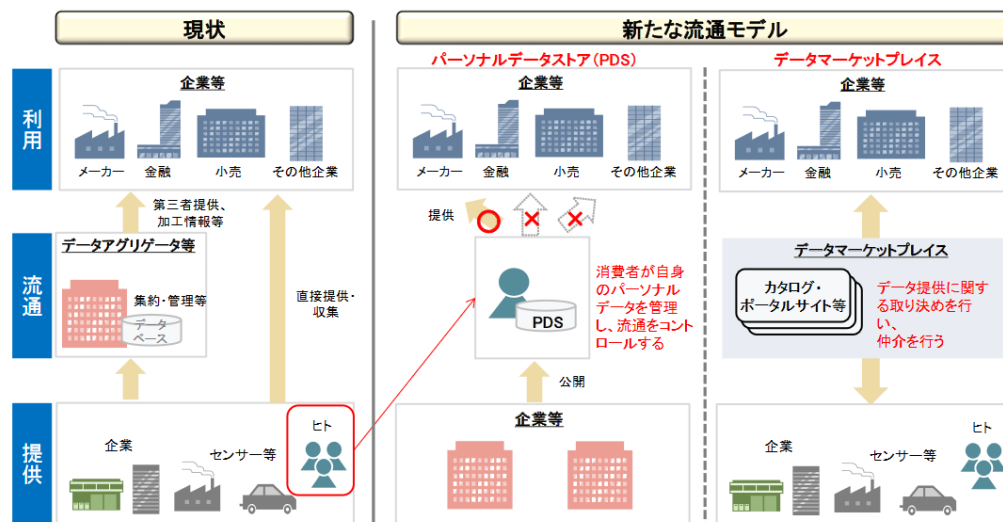 現状
新たな流通モデル
利用
流通
提供
企業等
メーカー
金融
小売
その他企業
第三者提供、
加工情報等
データアグリゲータ等
集約・管理等
データ
ベース
直接提供・
収集
企業
センサー等
ヒト
パーソナルデータストア(PDS)
企業等
メーカー
金融
小売
その他企業
提供
消費者が自身
のパーソナル
データを管理
し、流通をコント
ロールする
PDS
公開
企業等
データマーケットプレイス
企業等
メーカー
金融
小売
その他企業
データマーケットプレイス
カタログ・
ポータルサイト等
データ提供に関す
る取り決めを行
い、
仲介を行う
企業
センサー等
ヒト